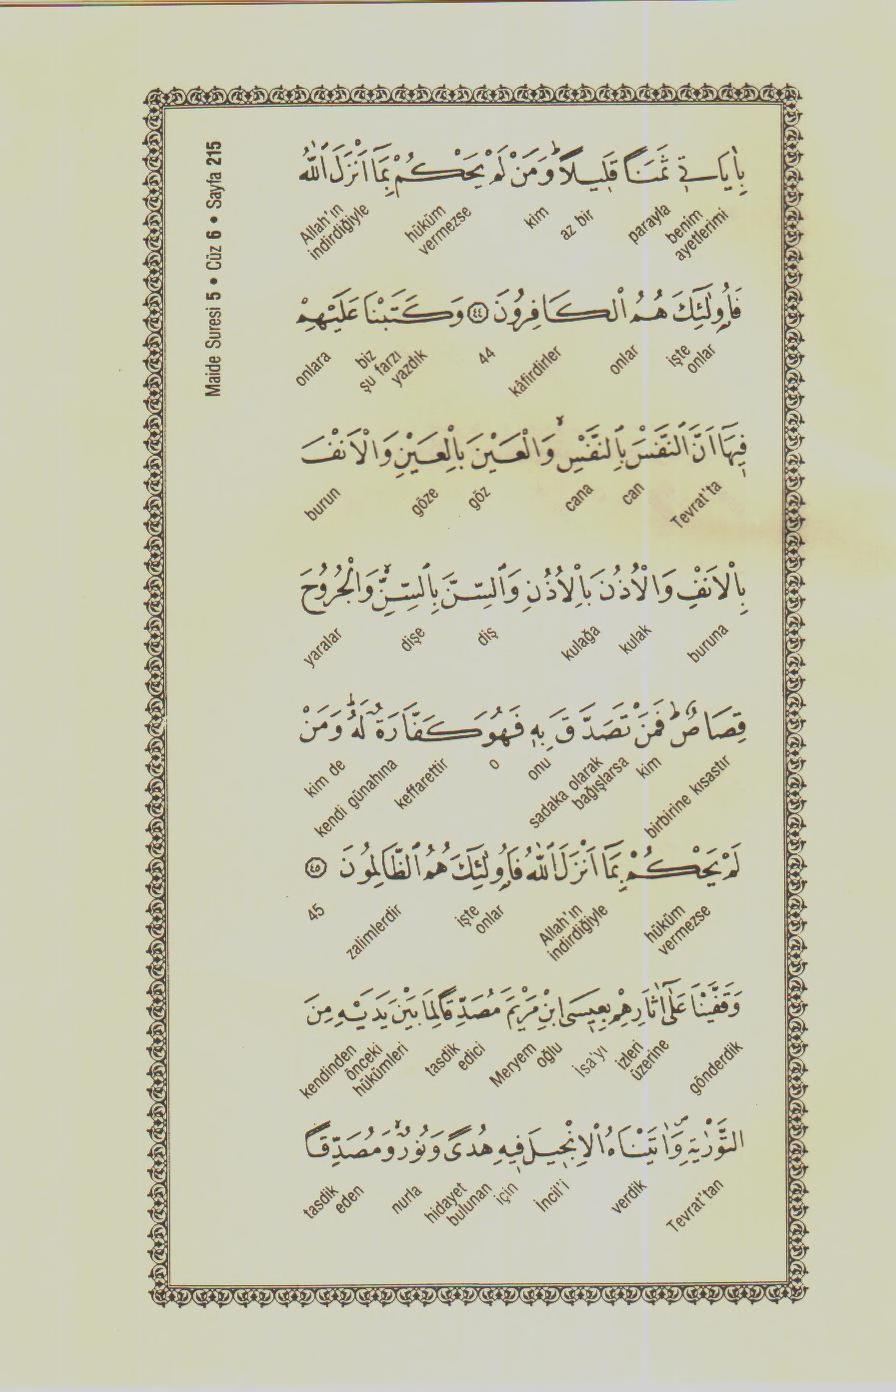 Maide Suresi 5 • Cüz 6 • Sayfa 215
بِاٰيَاتٖي ثَمَنًا قَلٖيلًاؕ وَمَنْ لَمْ يَحْكُمْ بِمَٓا اَنْزَلَ اللّٰهُ
benim ayetlerimi parayla az bir kim hüküm vermezse Allah'ın indirdiğiyle
فَاُو۬لٰٓئِكَ هُمُ الْكَافِرُونَ ﴿٤٤﴾ وَكَتَبْنَا عَلَيْهِمْ
işte onlar onlar kâfirdirler 44 biz şu farzı yazdık onlara
فٖيهَٓا اَنَّ النَّفْسَ بِالنَّفْسِۙ وَالْعَيْنَ بِالْعَيْنِ وَالْاَنْفَ
Tevrat'ta can cana göz göze burun
بِالْاَنْفِ وَالْاُذُنَ بِالْاُذُنِ وَالسِّنَّ بِالسِّنِّۙ وَالْجُرُوحَ
buruna kulak kulağa diş dişe yaralar
قِصَاصٌؕ فَمَنْ تَصَدَّقَ بِهٖ فَهُوَ كَفَّارَةٌ لَهُؕ وَمَنْ
birbirine kısastır kim sadaka olarak bağışlarsa onu o keffarettir kendi günahına kim de
لَمْ يَحْكُمْ بِمَٓا اَنْزَلَ اللّٰهُ فَاُو۬لٰٓئِكَ هُمُ الظَّالِمُونَ ﴿٤٥﴾
hüküm vermezse Allah'ın indirdiğiyle işte onlar zalimlerdir 45
وَقَفَّيْنَا عَلٰٓى اٰثَارِهِمْ بِعٖيسَى ابْنِ مَرْيَمَ مُصَدِّقًا لِمَا بَيْنَ يَدَيْهِ مِنَ
gönderdik izleri üzerine İsa'yı oğlu Meryem tasdik edici kendinden önceki hükümleri
التَّوْرٰيةِࣕ وَاٰتَيْنَاهُ الْاِنْجٖيلَ فٖيهِ هُدًى وَنُورٌۙ وَمُصَدِّقًا
Tevrat'tan verdik İncil'i için hidayet bulunan nurla tasdik eden